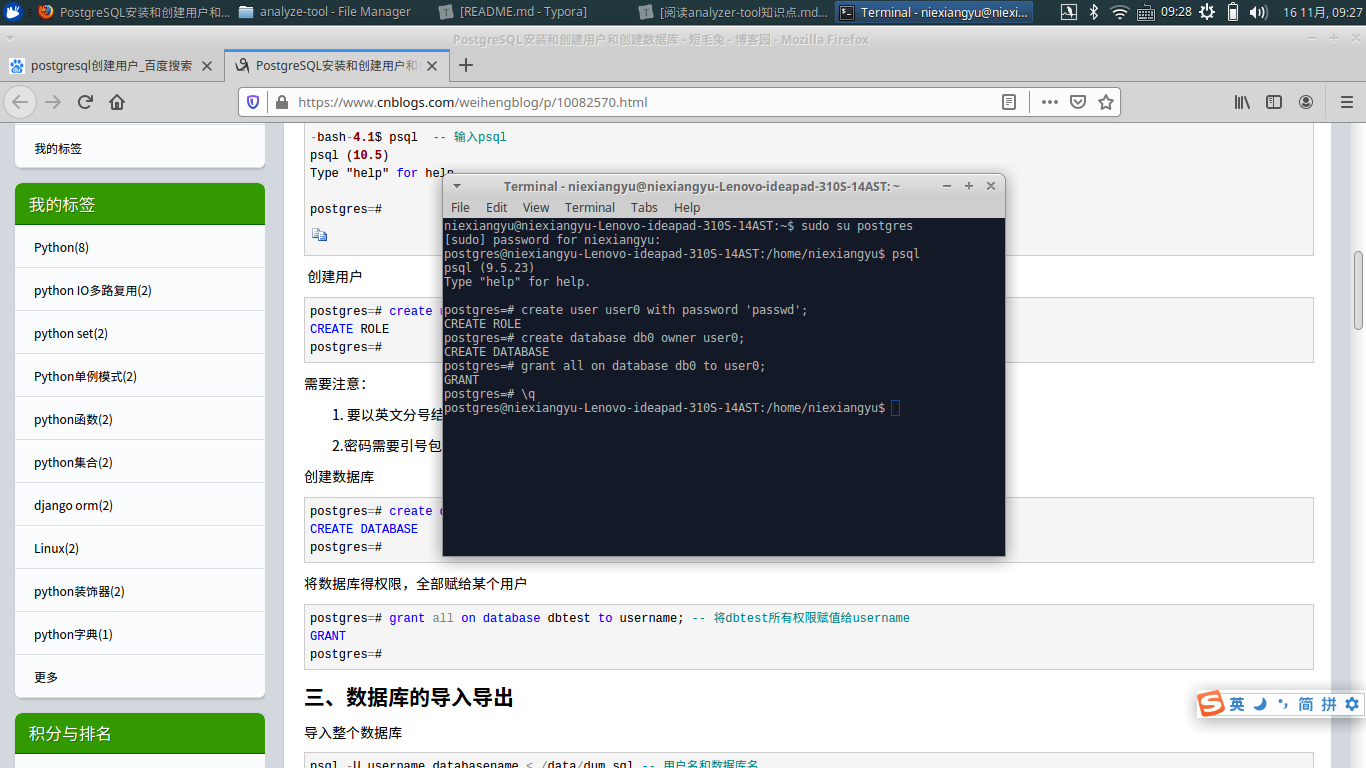 PostgreSQL安装和创建用户和...
analyze-tool - File Manager
[README.md - Typora]
[阅读analyzer-tool知识点.md...
Terminal - niexiangyu@niexi...
09:28
16 11月, 09:27
PostgreSQL安装和创建用户和创建数据库 - 短毛兔 - 博客园 - Mozilla Firefox
postgresql创建用户_百度搜索
PostgreSQL安装和创建用户和
https://www.cnblogs.com/weihengblog/p/10082570.html
我的标签
我的标签
Python(8)
python IO多路复用(2)
python set(2)
Python单例模式(2)
python函数(2)
python集合(2)
django orm(2)
Linux(2)
python装饰器(2)
python字典(1)
更多
积分与排名
-bash-4.1$ psql -- 输入psql
psql (10.5)
Type "help" for help
postgres=#
创建用户
postgres=# create
CREATE ROLE
postgres=#
需要注意：
1. 要以英文分号结
2.密码需要引号包
创建数据库
postgres=# create
CREATE DATABASE
postgres=#
将数据库得权限，全部赋给某个用户
postgres=# grant all on database dbtest to username; -- 将dbtest所有权限赋值给username
GRANT
postgres=#
三、数据库的导入导出
导入整个数据库
psql -U username databasename < /data/dum.sql -- 用户名和数据库名
Terminal - niexiangyu@niexiangyu-Lenovo-ideapad-310S-14AST: ~
File Edit View Terminal Tabs Help
niexiangyu@niexiangyu-Lenovo-ideapad-310S-14AST:~$ sudo su postgres
[sudo] password for niexiangyu:
postgres@niexiangyu-Lenovo-ideapad-310S-14AST:/home/niexiangyu$ psql
psql (9.5.23)
Type "help" for help.
postgres=# create user user0 with password 'passwd';
CREATE ROLE
postgres=# create database db0 owner user0;
CREATE DATABASE
postgres=# grant all on database db0 to user0;
GRANT
postgres=# \q
postgres@niexiangyu-Lenovo-ideapad-310S-14AST:/home/niexiangyu$
S 英 简 拼